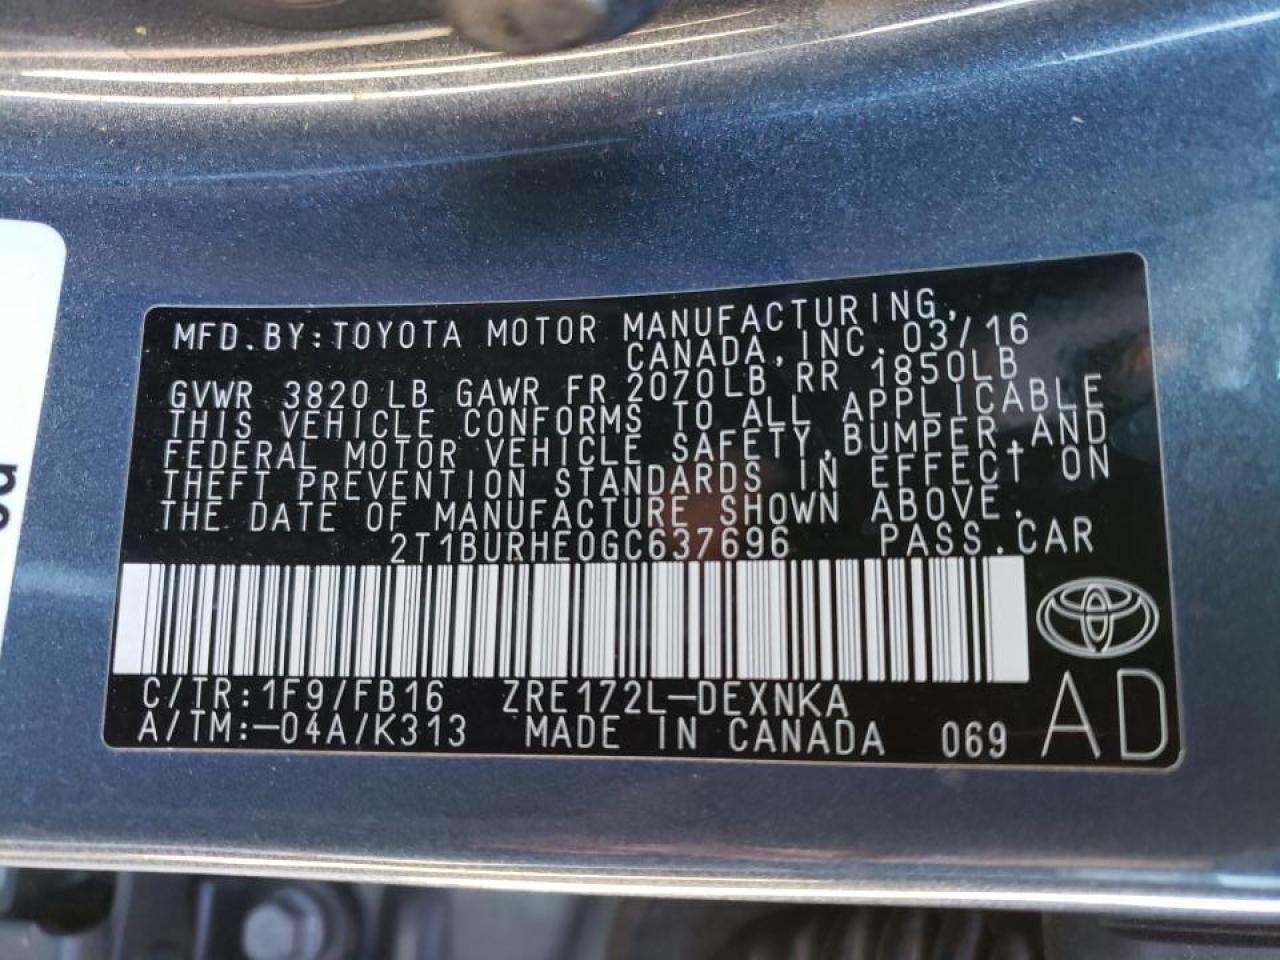 MFD.BY:TOYOTA MOTOR MANUFACTURING,
CANADA, INC. 03/16
GVWR 3820 LB GAWR FR 2070LB RR 1850LB
THIS VEHICLE CONFORMS TO ALL APPLICABLE
FEDERAL MOTOR VEHICLE SAFETY,BUMPER,AND
THEFT PREVENTION STANDARDS IN EFFECT ON
THE DATE OF MANUFACTURE SHOWN ABOVE.
2T1BURHE0GC637696 PASS.CAR
C/TR:1F9/FB16 ZRE172L-DEXNKA
A/TM:-04A/K313 MADE IN CANADA 069 AD